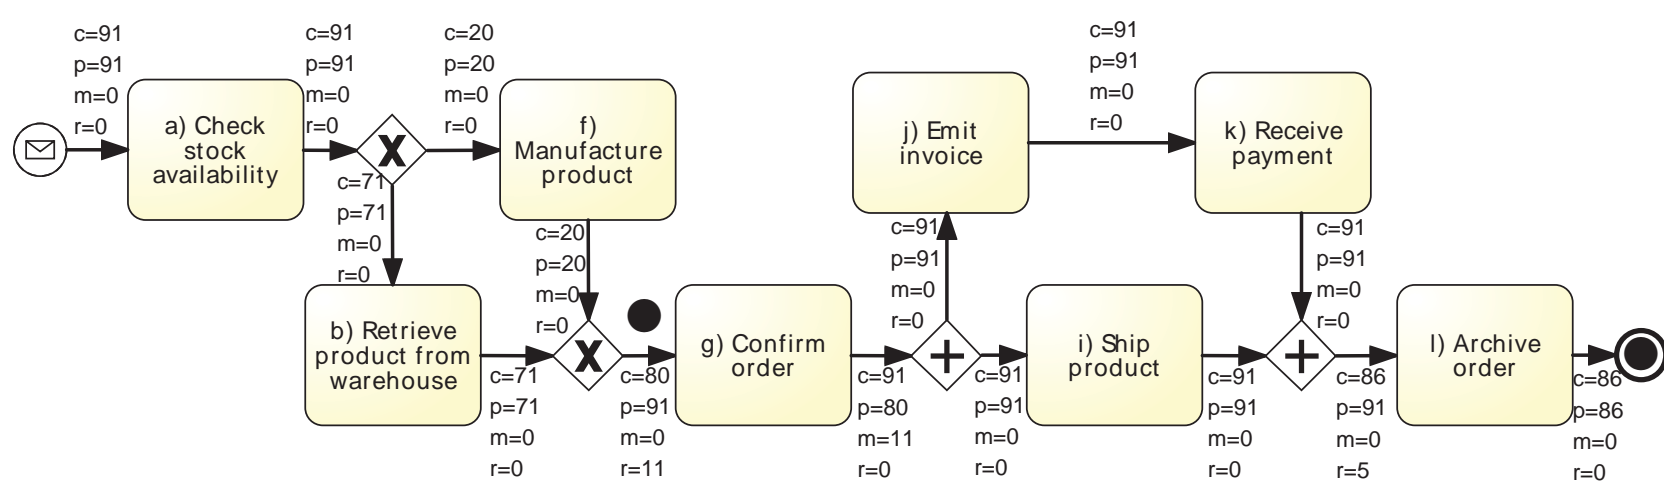 c=91
p=91
m=0
r=0
a) Check
stock
availability
c=91
p=91
m=0
r=0
X
c=20
p=20
m=0
r=0
f)
Manufacture
product
c=71
p=71
m=0
r=0
b) Retrieve
product from
warehouse
c=71
p=71
m=0
r=0
c=20
p=20
m=0
r=0
X
c=80
p=91
m=0
r=11
g) Confirm
order
c=91
p=80
m=11
r=0
c=91
p=91
m=0
r=0
j) Emit
invoice
c=91
p=91
m=0
r=0
k) Receive
payment
c=91
p=91
m=0
r=0
c=91
p=91
m=0
r=0
i) Ship
product
c=91
p=91
m=0
r=0
c=86
p=91
m=0
r=5
l) Archive
order
c=86
p=86
m=0
r=0